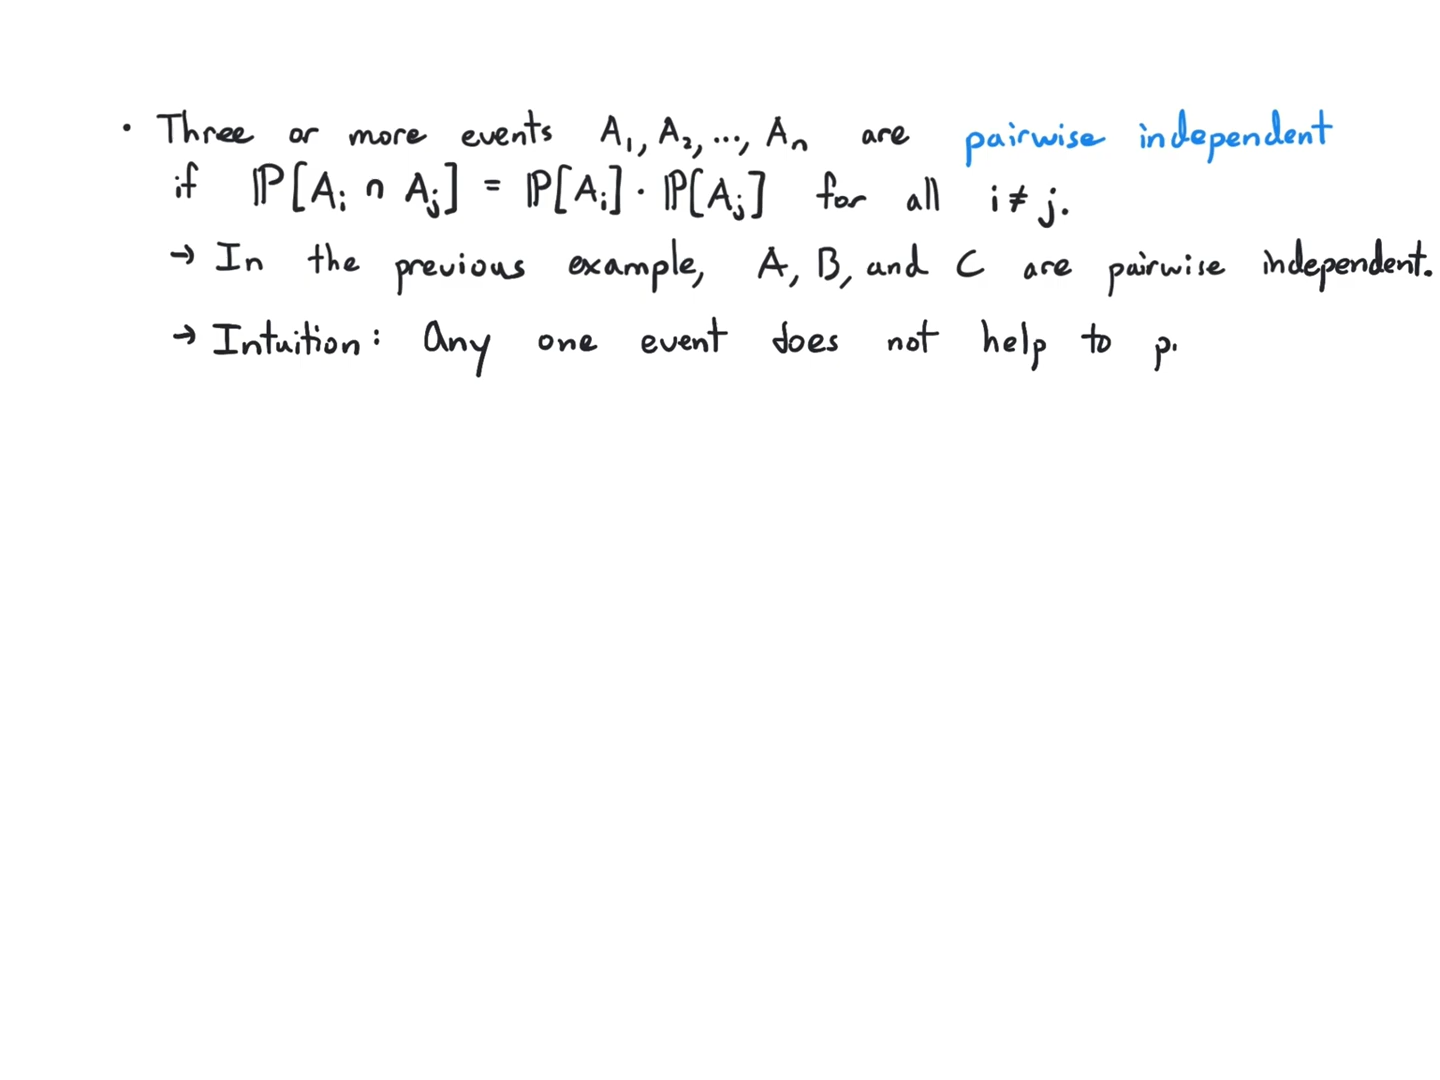 • Three or more events A₁, A₂, ..., Aₙ are pairwise independent
if ℙ[Aᵢ ∩ Aⱼ] = ℙ[Aᵢ] · ℙ[Aⱼ] for all i ≠ j.
→ In the previous example, A, B, and C are pairwise independent.
→ Intuition: Any one event does not help to p